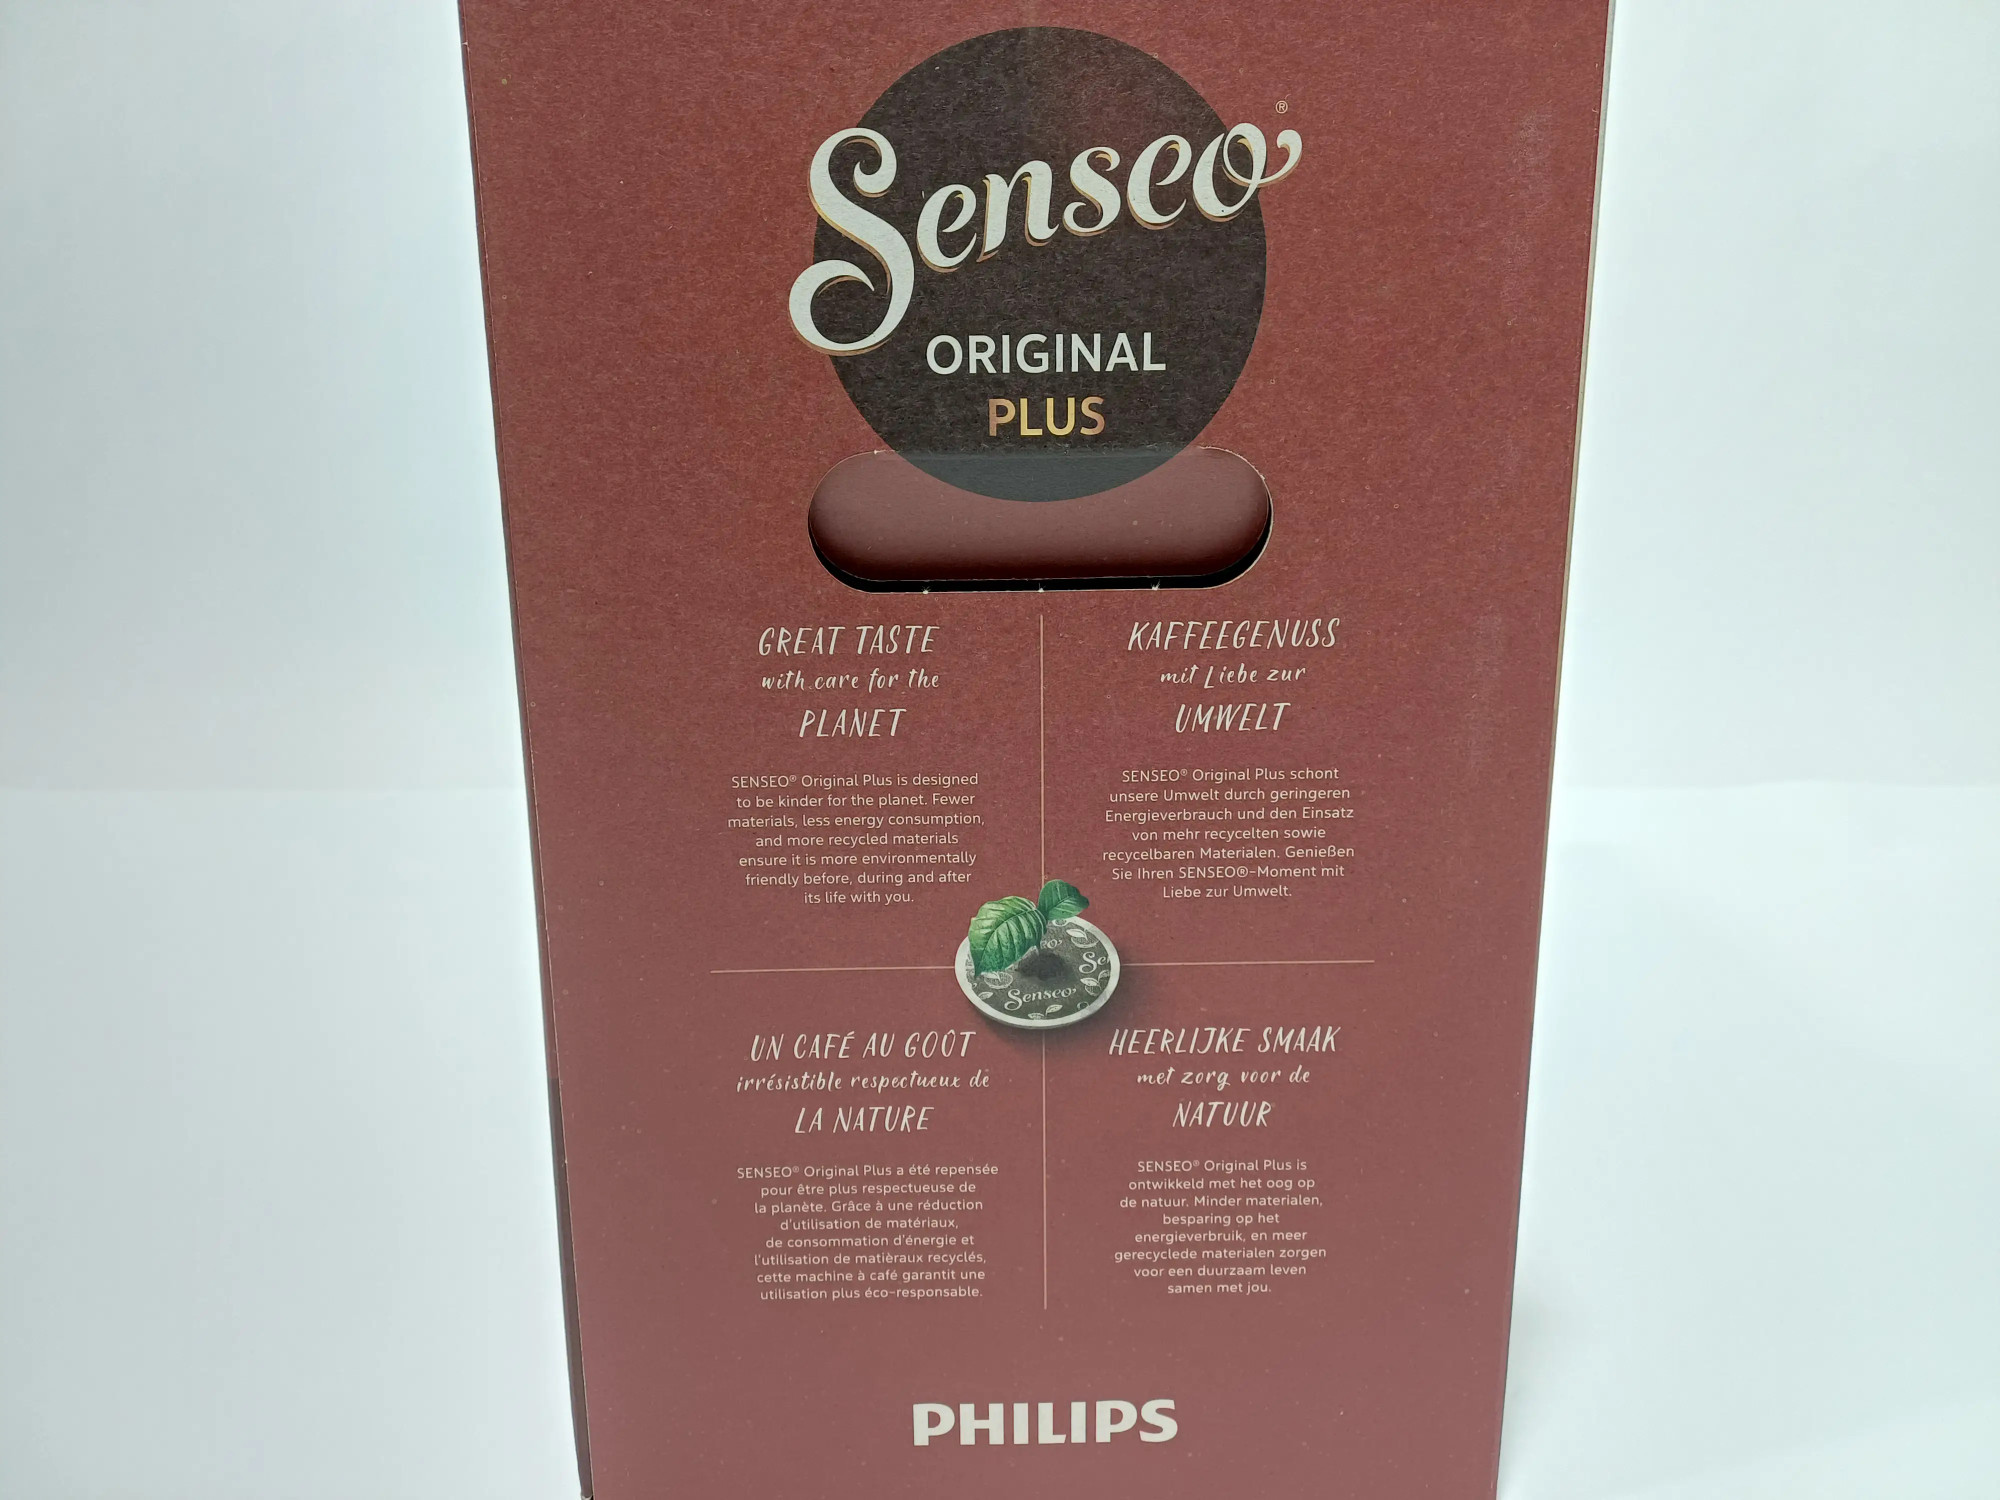 Senseo®
ORIGINAL
PLUS
GREAT TASTE
with care for the
PLANET
SENSEO® Original Plus is designed
to be kinder for the planet. Fewer
materials, less energy consumption,
and more recycled materials
ensure it is more environmentally
friendly before, during and after
its life with you.
KAFFEEGENUSS
mit Liebe zur
UMWELT
SENSEO® Original Plus schont
unsere Umwelt durch geringeren
Energieverbrauch und den Einsatz
von mehr recycelten sowie
recycelbaren Materialen. Genießen
Sie Ihren SENSEO®-Moment mit
Liebe zur Umwelt.
Senseo
UN CAFÉ AU GOÛT
irrésistible respectueux de
LA NATURE
SENSEO® Original Plus a été repensée
pour être plus respectueuse de
la planète. Grâce à une réduction
d'utilisation de matériaux,
de consommation d'énergie et
l'utilisation de matièraux recyclés,
cette machine à café garantit une
utilisation plus éco-responsable.
HEERLIJKE SMAAK
met zorg voor de
NATUUR
SENSEO® Original Plus is
ontwikkeld met het oog op
de natuur. Minder materialen,
besparing op het
energieverbruik, en meer
gerecyclede materialen zorgen
voor een duurzaam leven
samen met jou.
PHILIPS